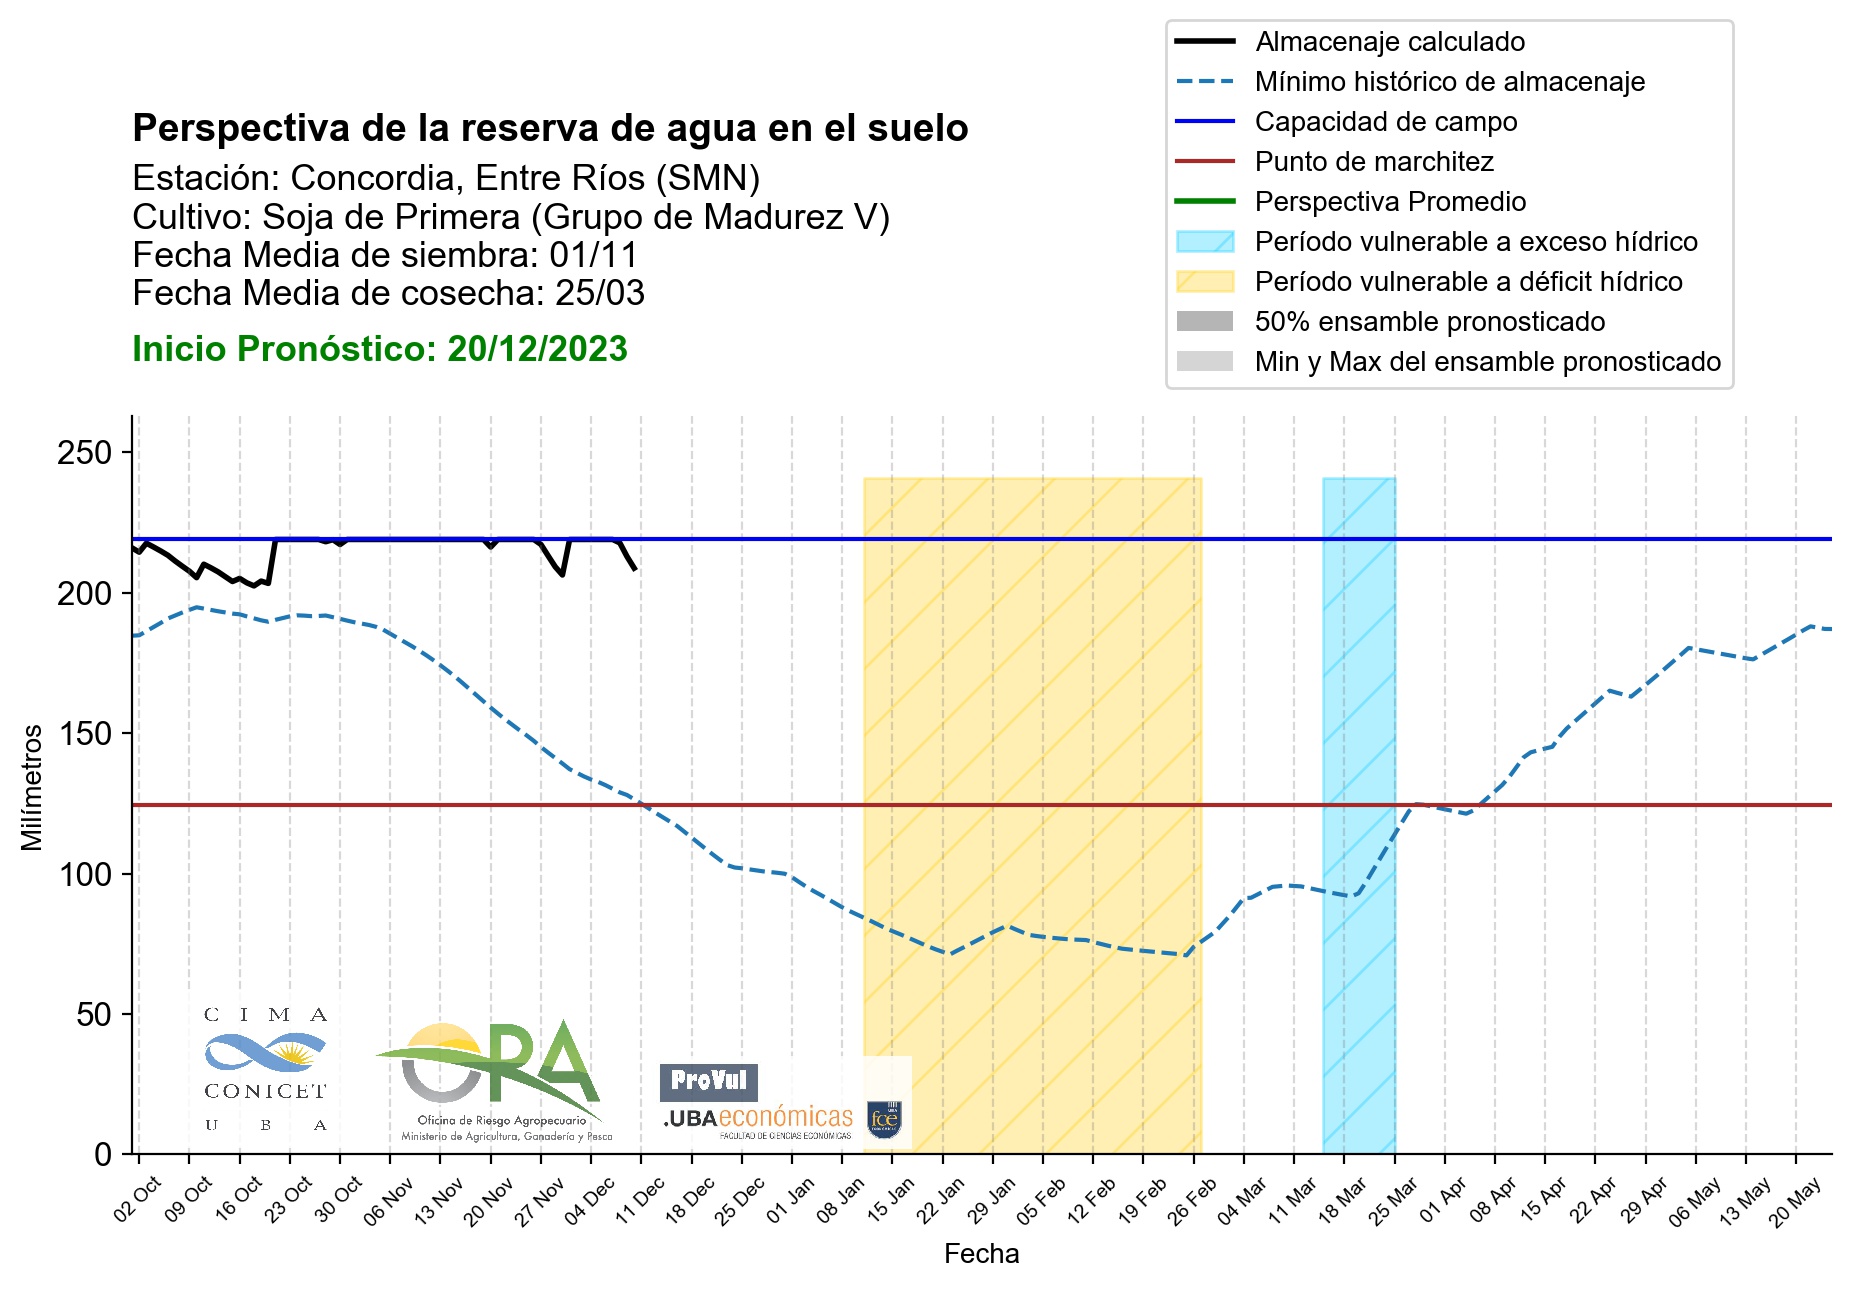 Almacenaje calculado
Mínimo histórico de almacenaje
Capacidad de campo
Punto de marchitez
Perspectiva Promedio
Período vulnerable a exceso hídrico
Período vulnerable a déficit hídrico
50% ensamble pronosticado
Min y Max del ensamble pronosticado
Perspectiva de la reserva de agua en el suelo
Estación: Concordia, Entre Ríos (SMN)
Cultivo: Soja de Primera (Grupo de Madurez V)
Fecha Media de siembra: 01/11
Fecha Media de cosecha: 25/03
Inicio Pronóstico: 20/12/2023
250
200
150
100
50
0
Milímetros
CIMA
CONICET
UBA
ORA
Oficina de Riesgo Agropecuario
Ministerio de Agricultura, Ganadería y Pesca
ProVul
.UBAeconómicas
FACULTAD DE CIENCIAS ECONÓMICAS
UBA
fce
ECONÓMICAS
02 Oct
09 Oct
16 Oct
23 Oct
30 Oct
06 Nov
13 Nov
20 Nov
27 Nov
04 Dec
11 Dec
18 Dec
25 Dec
01 Jan
08 Jan
15 Jan
22 Jan
29 Jan
05 Feb
12 Feb
19 Feb
26 Feb
04 Mar
11 Mar
18 Mar
25 Mar
01 Apr
08 Apr
15 Apr
22 Apr
29 Apr
06 May
13 May
20 May
Fecha